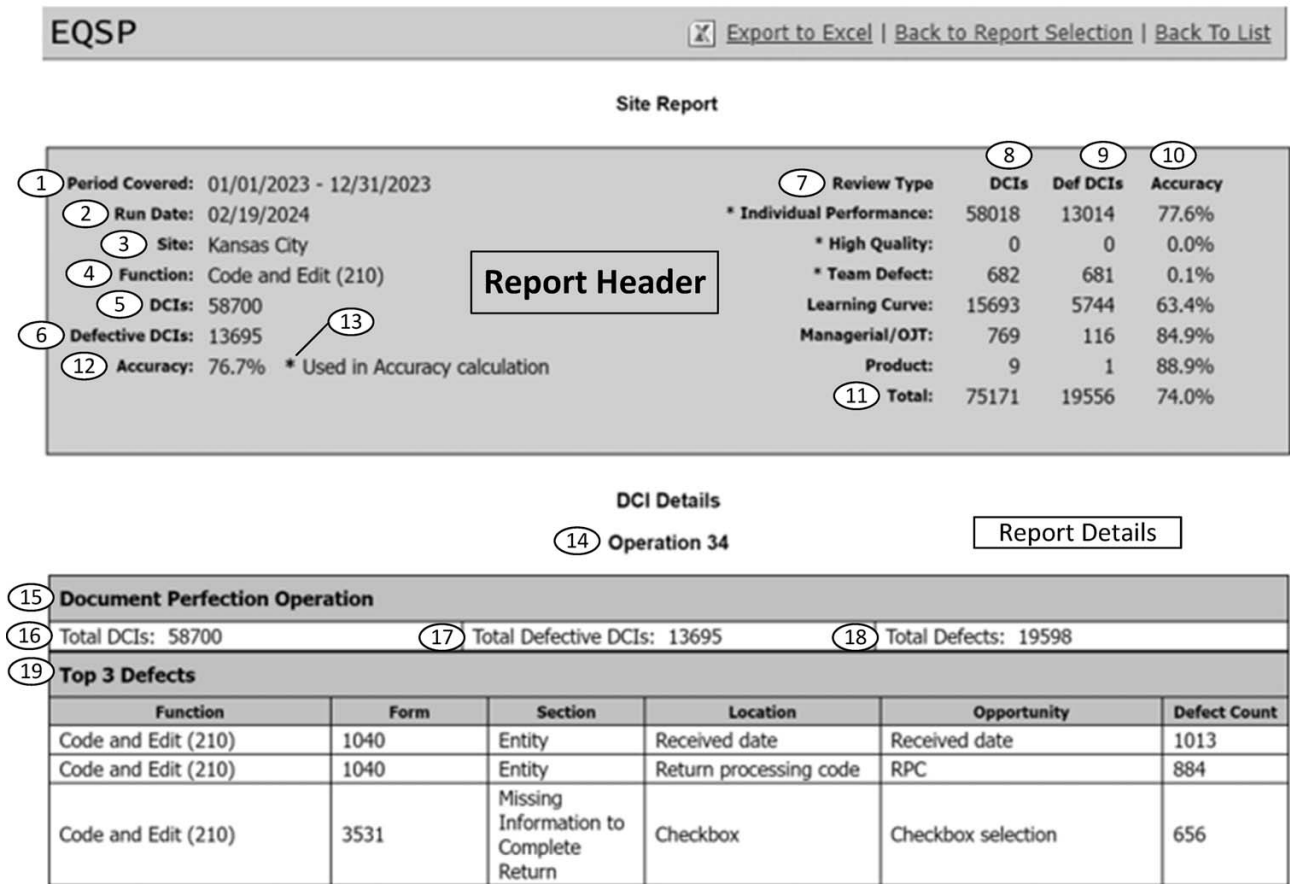 EQSP
Export to Excel | Back to Report Selection | Back To List
Site Report
1 Period Covered: 01/01/2023 - 12/31/2023
2 Run Date: 02/19/2024
3 Site: Kansas City
4 Function: Code and Edit (210)
5 DCIs: 58700
6 Defective DCIs: 13695
12 Accuracy: 76.7% * Used in Accuracy calculation
13
Report Header
8 9 10
7 Review Type DCIs Def DCIs Accuracy
* Individual Performance: 58018 13014 77.6%
* High Quality: 0 0 0.0%
* Team Defect: 682 681 0.1%
Learning Curve: 15693 5744 63.4%
Managerial/OJT: 769 116 84.9%
Product: 9 1 88.9%
11 Total: 75171 19556 74.0%
DCI Details
14 Operation 34
Report Details
15 Document Perfection Operation
16 Total DCIs: 58700 17 Total Defective DCIs: 13695 18 Total Defects: 19598
19 Top 3 Defects
Function Form Section Location Opportunity Defect Count
Code and Edit (210) 1040 Entity Received date Received date 1013
Code and Edit (210) 1040 Entity Return processing code RPC 884
Code and Edit (210) 3531 Missing
Information to
Complete
Return Checkbox Checkbox selection 656